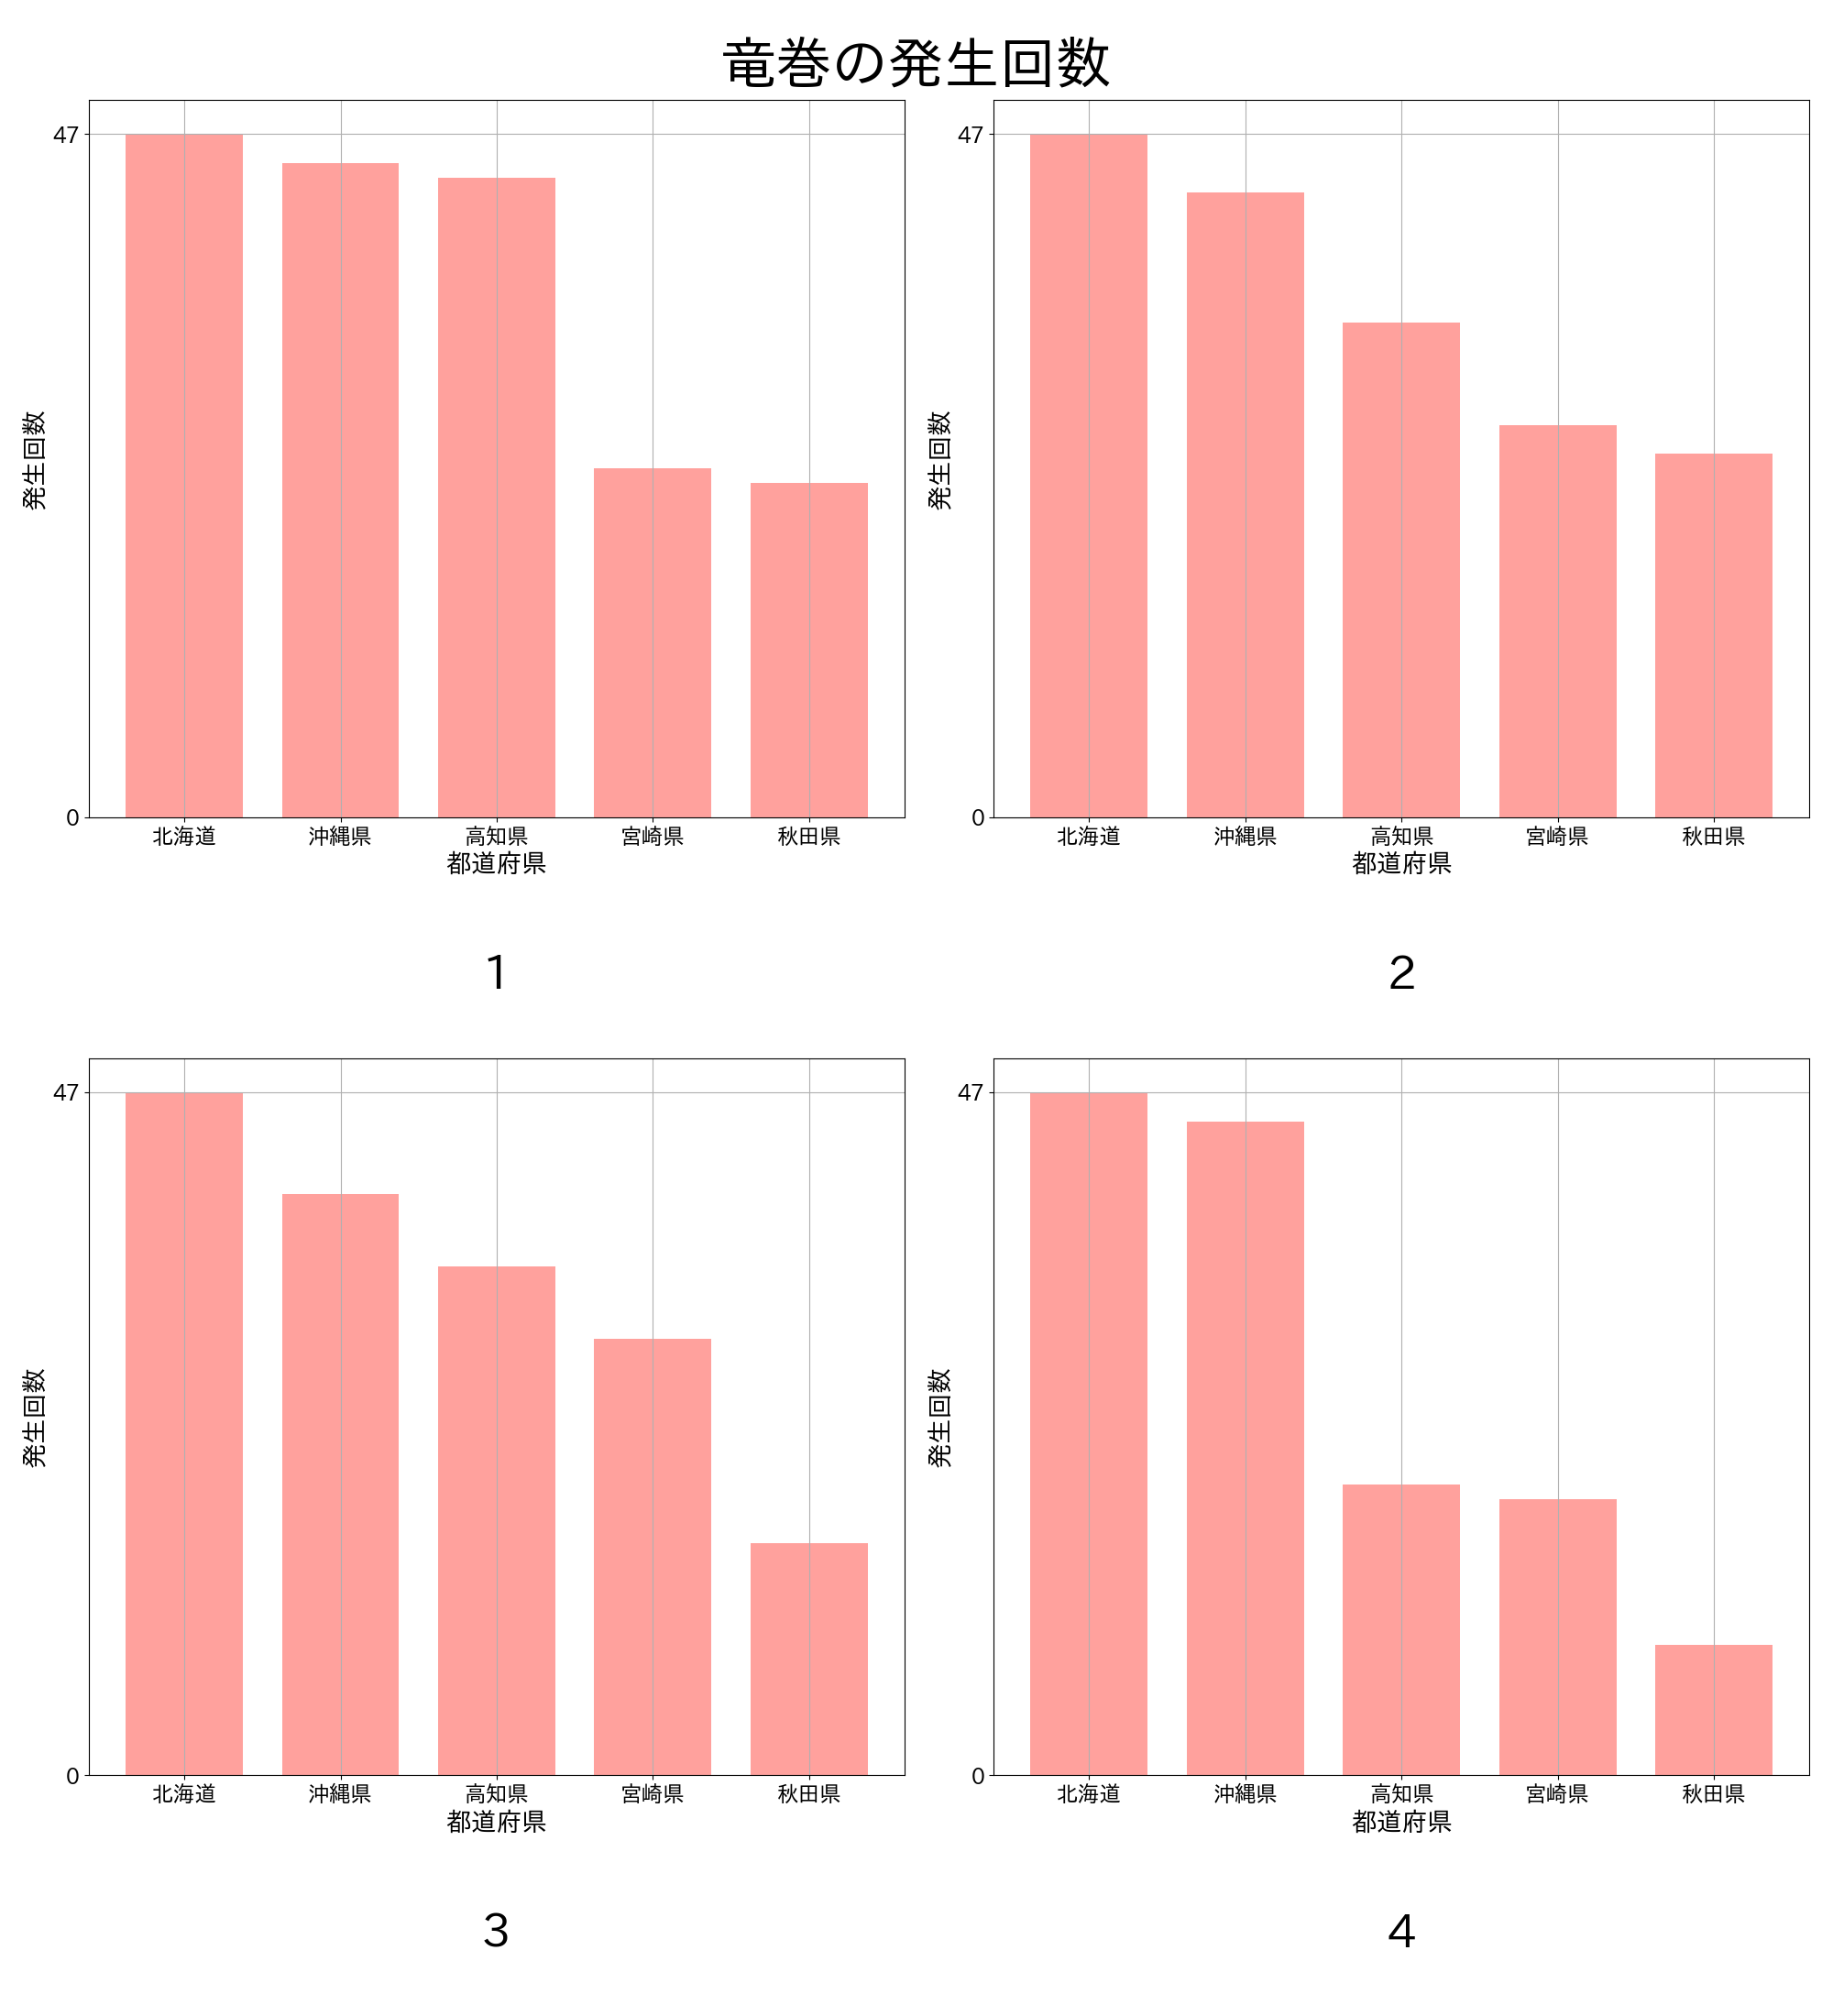 竜巻の発生回数
47
0
発生回数
北海道 沖縄県 高知県 宮崎県 秋田県
都道府県
1
47
0
発生回数
北海道 沖縄県 高知県 宮崎県 秋田県
都道府県
2
47
0
発生回数
北海道 沖縄県 高知県 宮崎県 秋田県
都道府県
3
47
0
発生回数
北海道 沖縄県 高知県 宮崎県 秋田県
都道府県
4